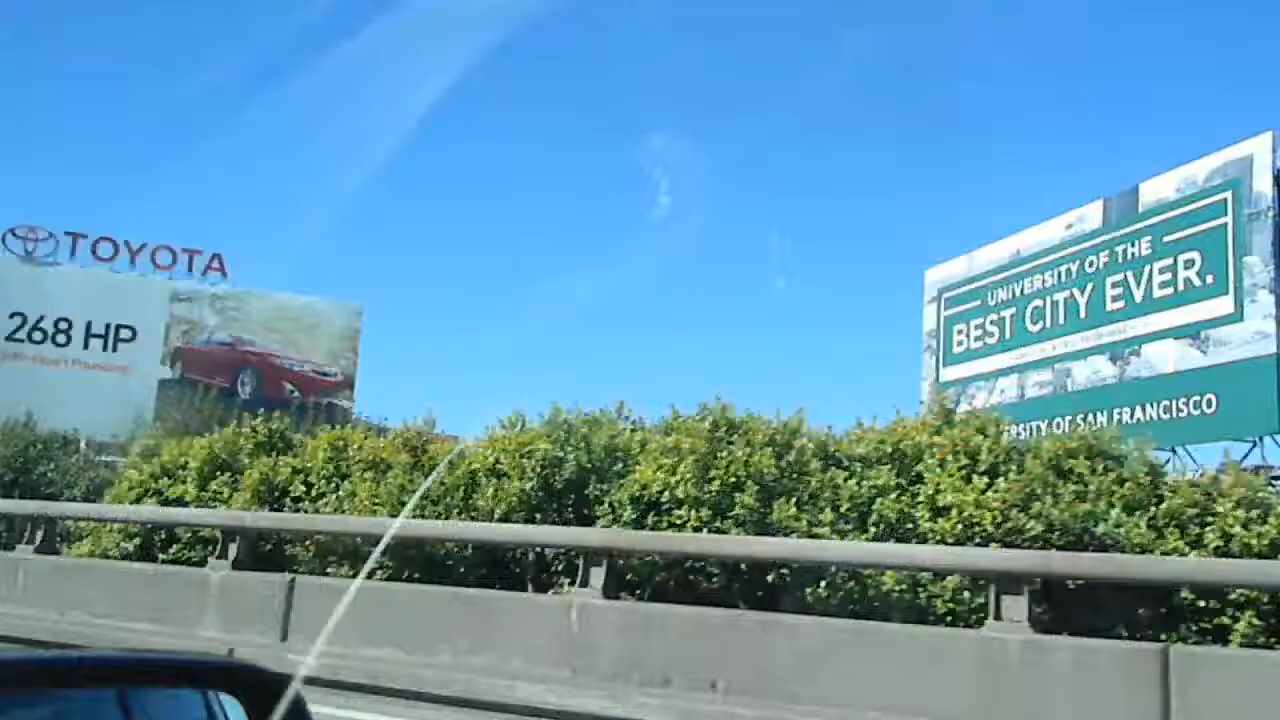 TOYOTA
268 HP
UNIVERSITY OF THE
BEST CITY EVER.
RSITY OF SAN FRANCISCO